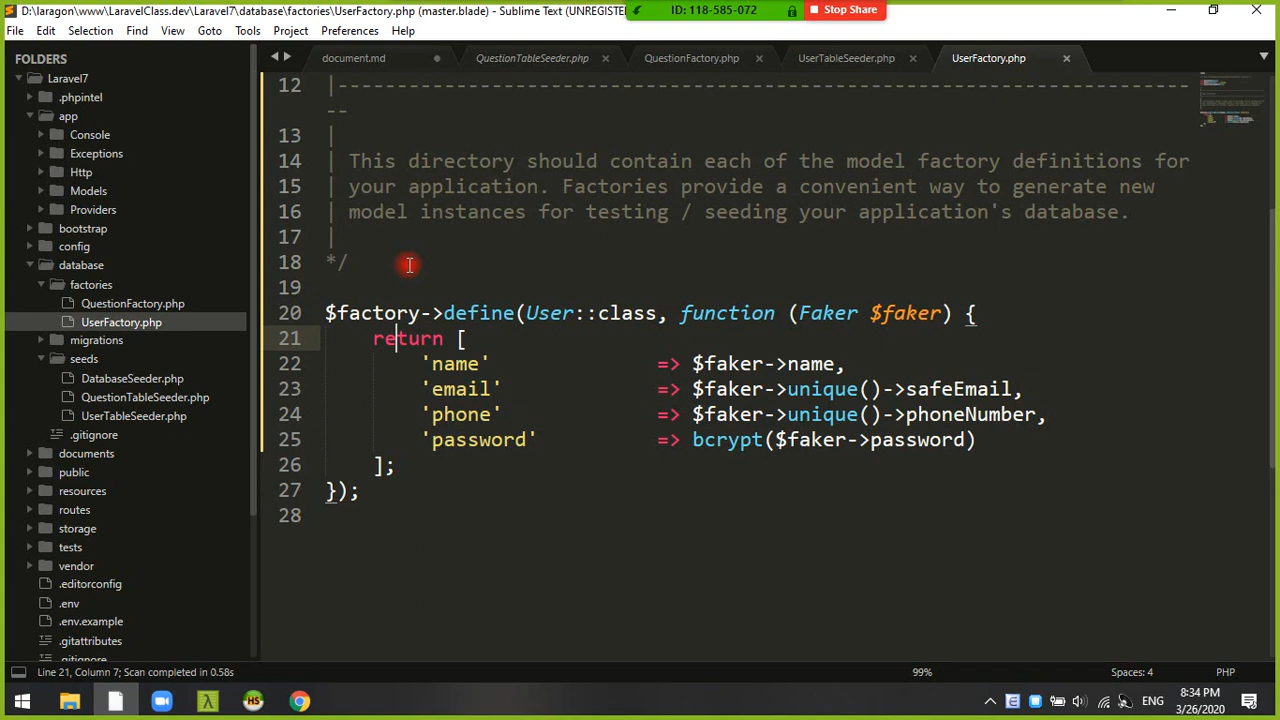 D:\laragon\www\LaravelClass.dev\Laravel7\database\factories\UserFactory.php (master.blade) - Sublime Text (UNREGISTER
ID: 118-585-072
Stop Share
File Edit Selection Find View Goto Tools Project Preferences Help
FOLDERS
Laravel7
.phpintel
app
Console
Exceptions
Http
Models
Providers
bootstrap
config
database
factories
QuestionFactory.php
UserFactory.php
migrations
seeds
DatabaseSeeder.php
QuestionTableSeeder.php
UserTableSeeder.php
.gitignore
documents
public
resources
routes
storage
tests
vendor
.editorconfig
.env
.env.example
.gitattributes
.gitignore
document.md QuestionTableSeeder.php QuestionFactory.php UserTableSeeder.php UserFactory.php
12 |-------------------------------------------------------------------------
--
13 |
14 | This directory should contain each of the model factory definitions for
15 | your application. Factories provide a convenient way to generate new
16 | model instances for testing / seeding your application's database.
17 |
18 */
19
20 $factory->define(User::class, function (Faker $faker) {
21 return [
22 'name' => $faker->name,
23 'email' => $faker->unique()->safeEmail,
24 'phone' => $faker->unique()->phoneNumber,
25 'password' => bcrypt($faker->password)
26 ];
27 });
28
Line 21, Column 7; Scan completed in 0.58s 99% Spaces: 4 PHP
HS
ENG
8:34 PM
3/26/2020